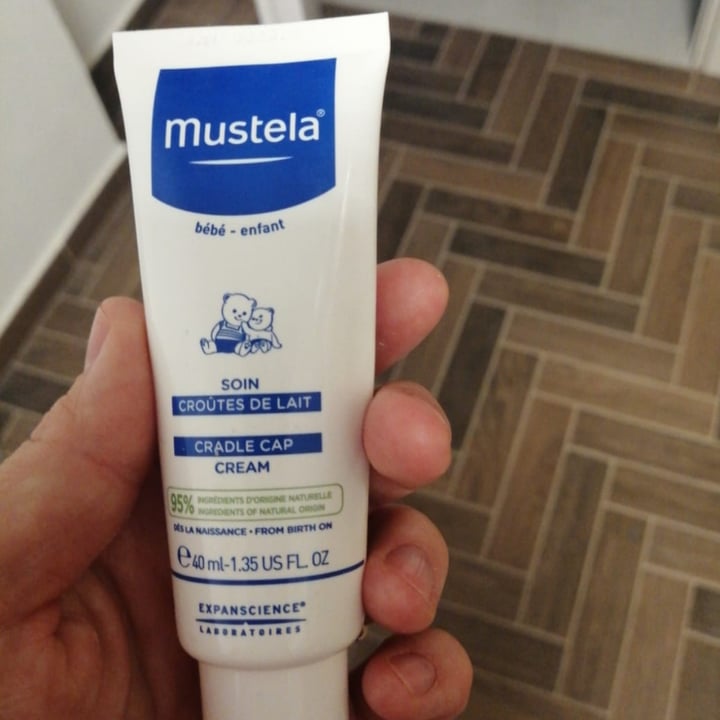 mustela®
bébé - enfant
SOIN
CROÛTES DE LAIT
CRADLE CAP
CREAM
95% INGRÉDIENTS D'ORIGINE NATURELLE
INGREDIENTS OF NATURAL ORIGIN
DÈS LA NAISSANCE • FROM BIRTH ON
℮ 40 ml-1.35 US FL. OZ
EXPANSCIENCE®
LABORATOIRES